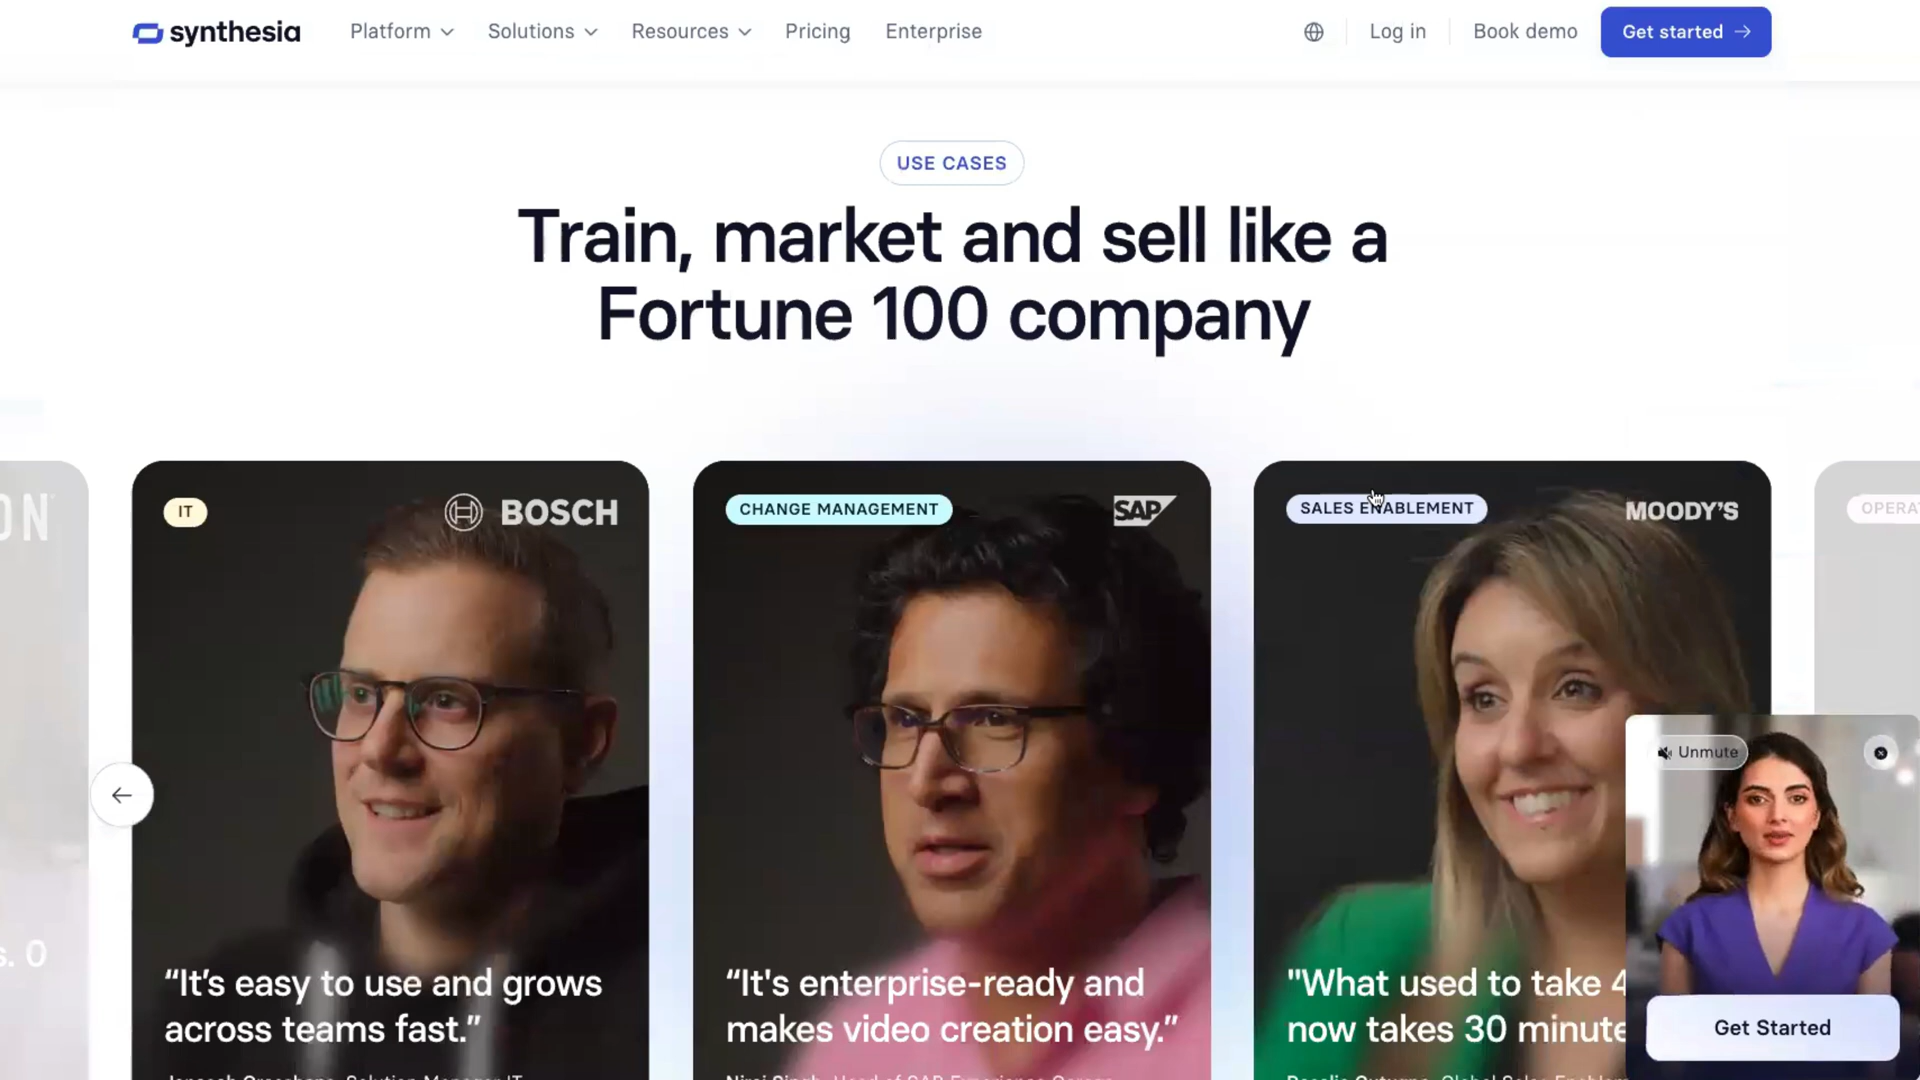 synthesia
Platform
Solutions
Resources
Pricing
Enterprise
Log in
Book demo
Get started
USE CASES
Train, market and sell like a
Fortune 100 company
IT
BOSCH
CHANGE MANAGEMENT
SAP
SALES ENABLEMENT
MOODY'S
“It’s easy to use and grows
across teams fast.”
“It's enterprise-ready and
makes video creation easy.”
"What used to take 4
now takes 30 minute
Unmute
Get Started